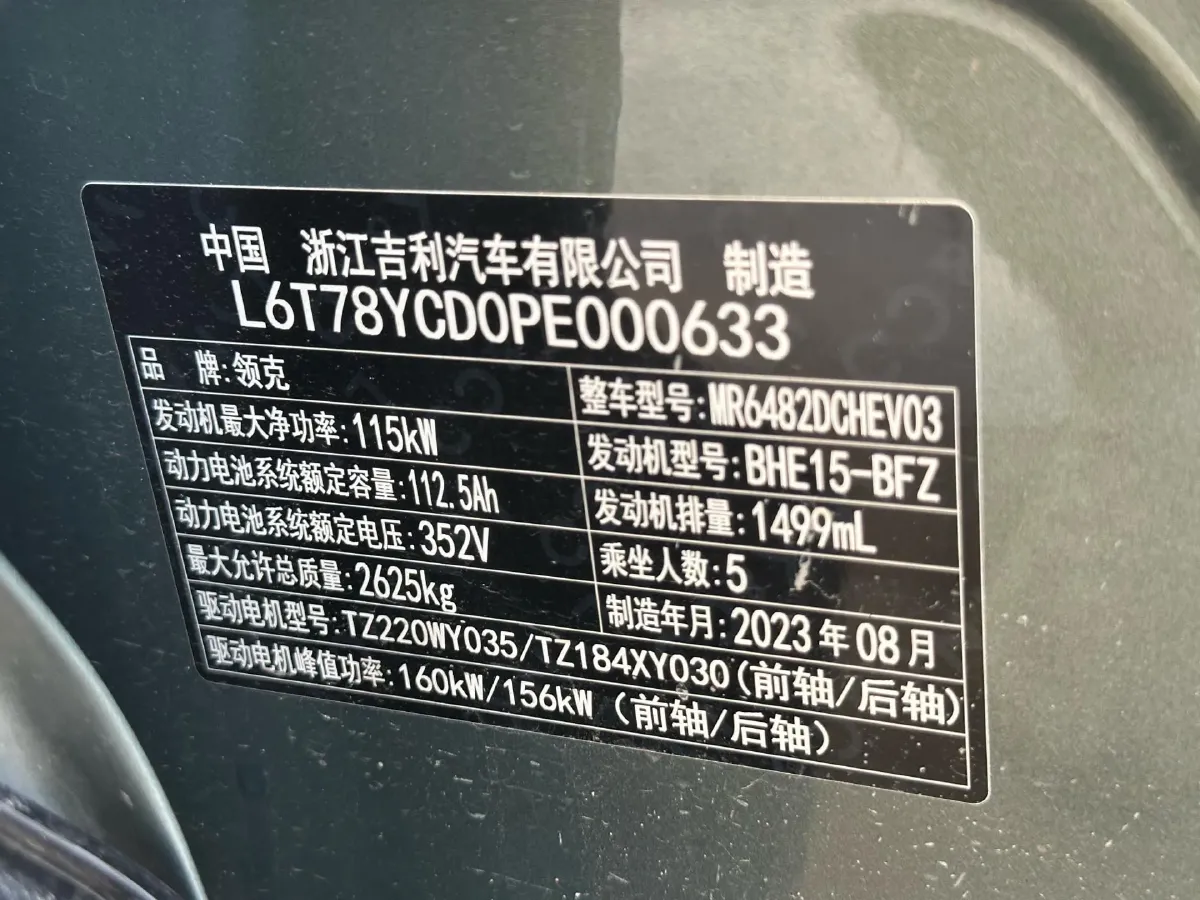 中国 浙江吉利汽车有限公司 制造
L6T78YCD0PE000633
品 牌:领克 整车型号:MR6482DCHEV03
发动机最大净功率:115kW 发动机型号:BHE15-BFZ
动力电池系统额定容量:112.5Ah 发动机排量:1499mL
动力电池系统额定电压:352V 乘坐人数:5
最大允许总质量:2625kg 制造年月:2023年08月
驱动电机型号:TZ220WY035/TZ184XY030(前轴/后轴)
驱动电机峰值功率:160kW/156kW (前轴/后轴)